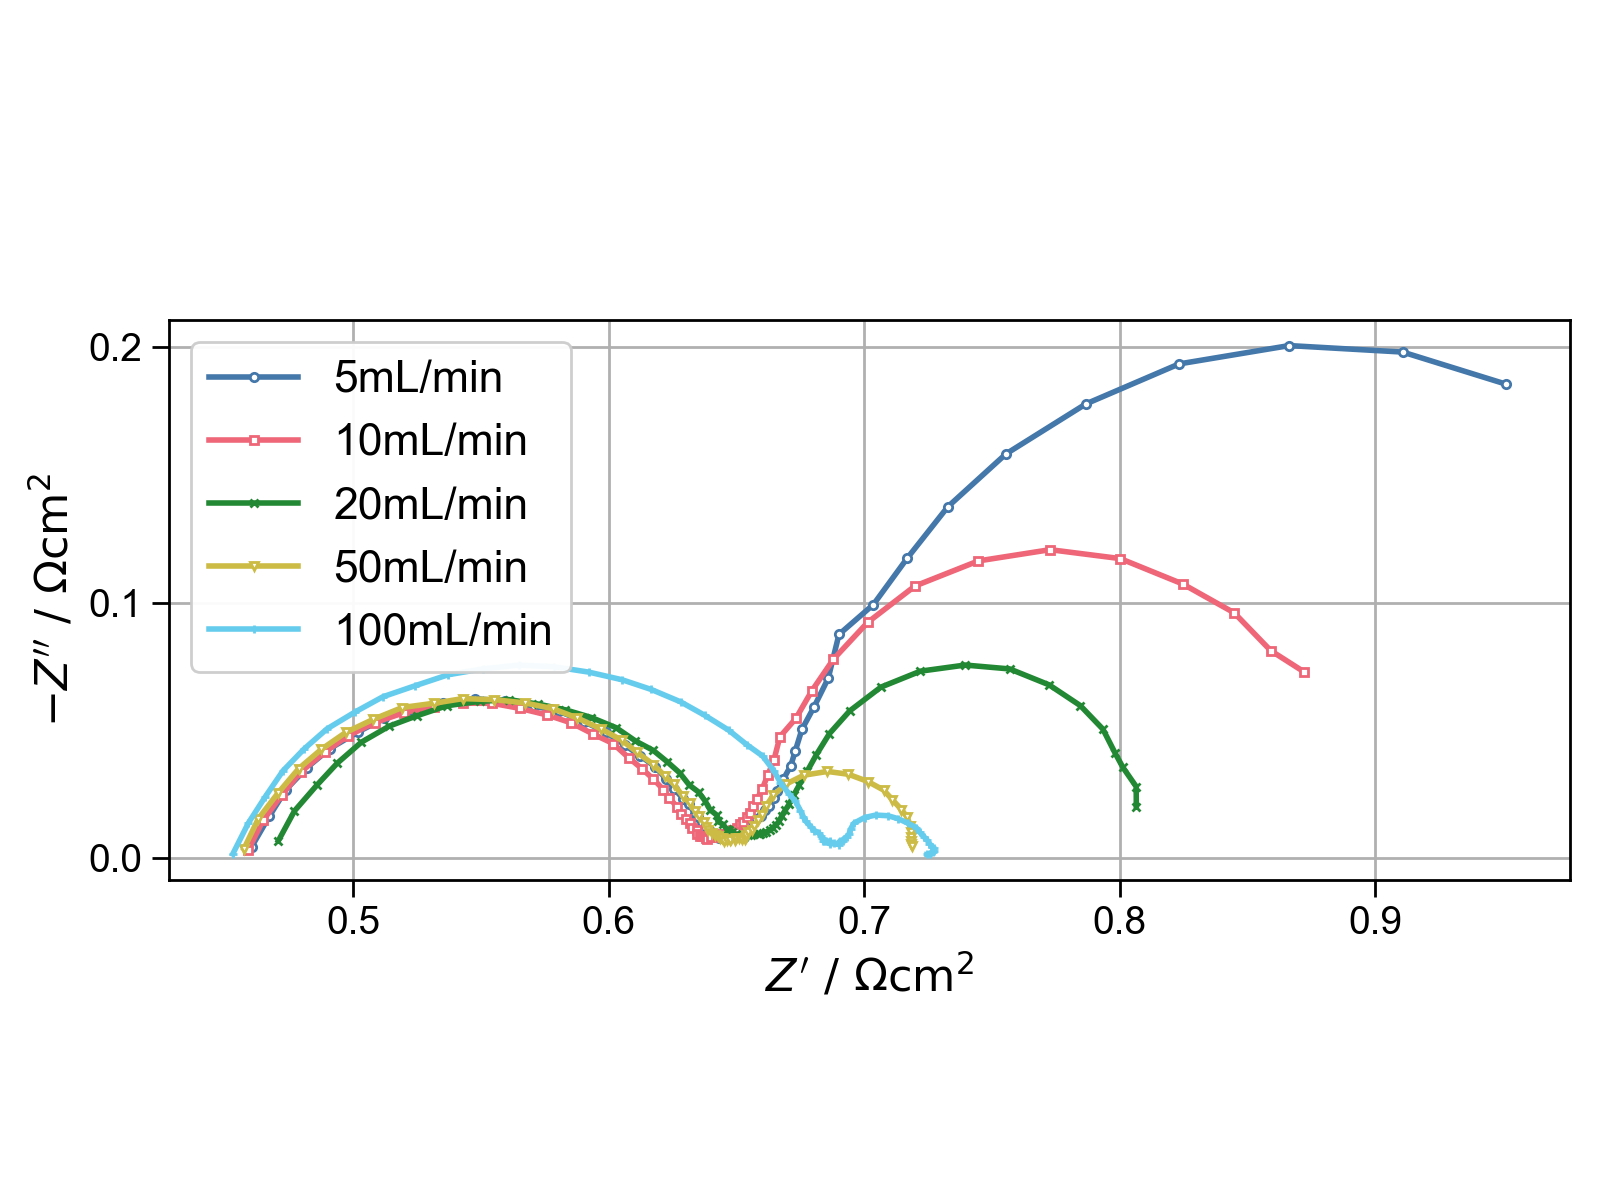 5mL/min
10mL/min
20mL/min
50mL/min
100mL/min
0.2
0.1
0.0
−Z′′ / Ωcm²
0.5 0.6 0.7 0.8 0.9
Z′ / Ωcm²